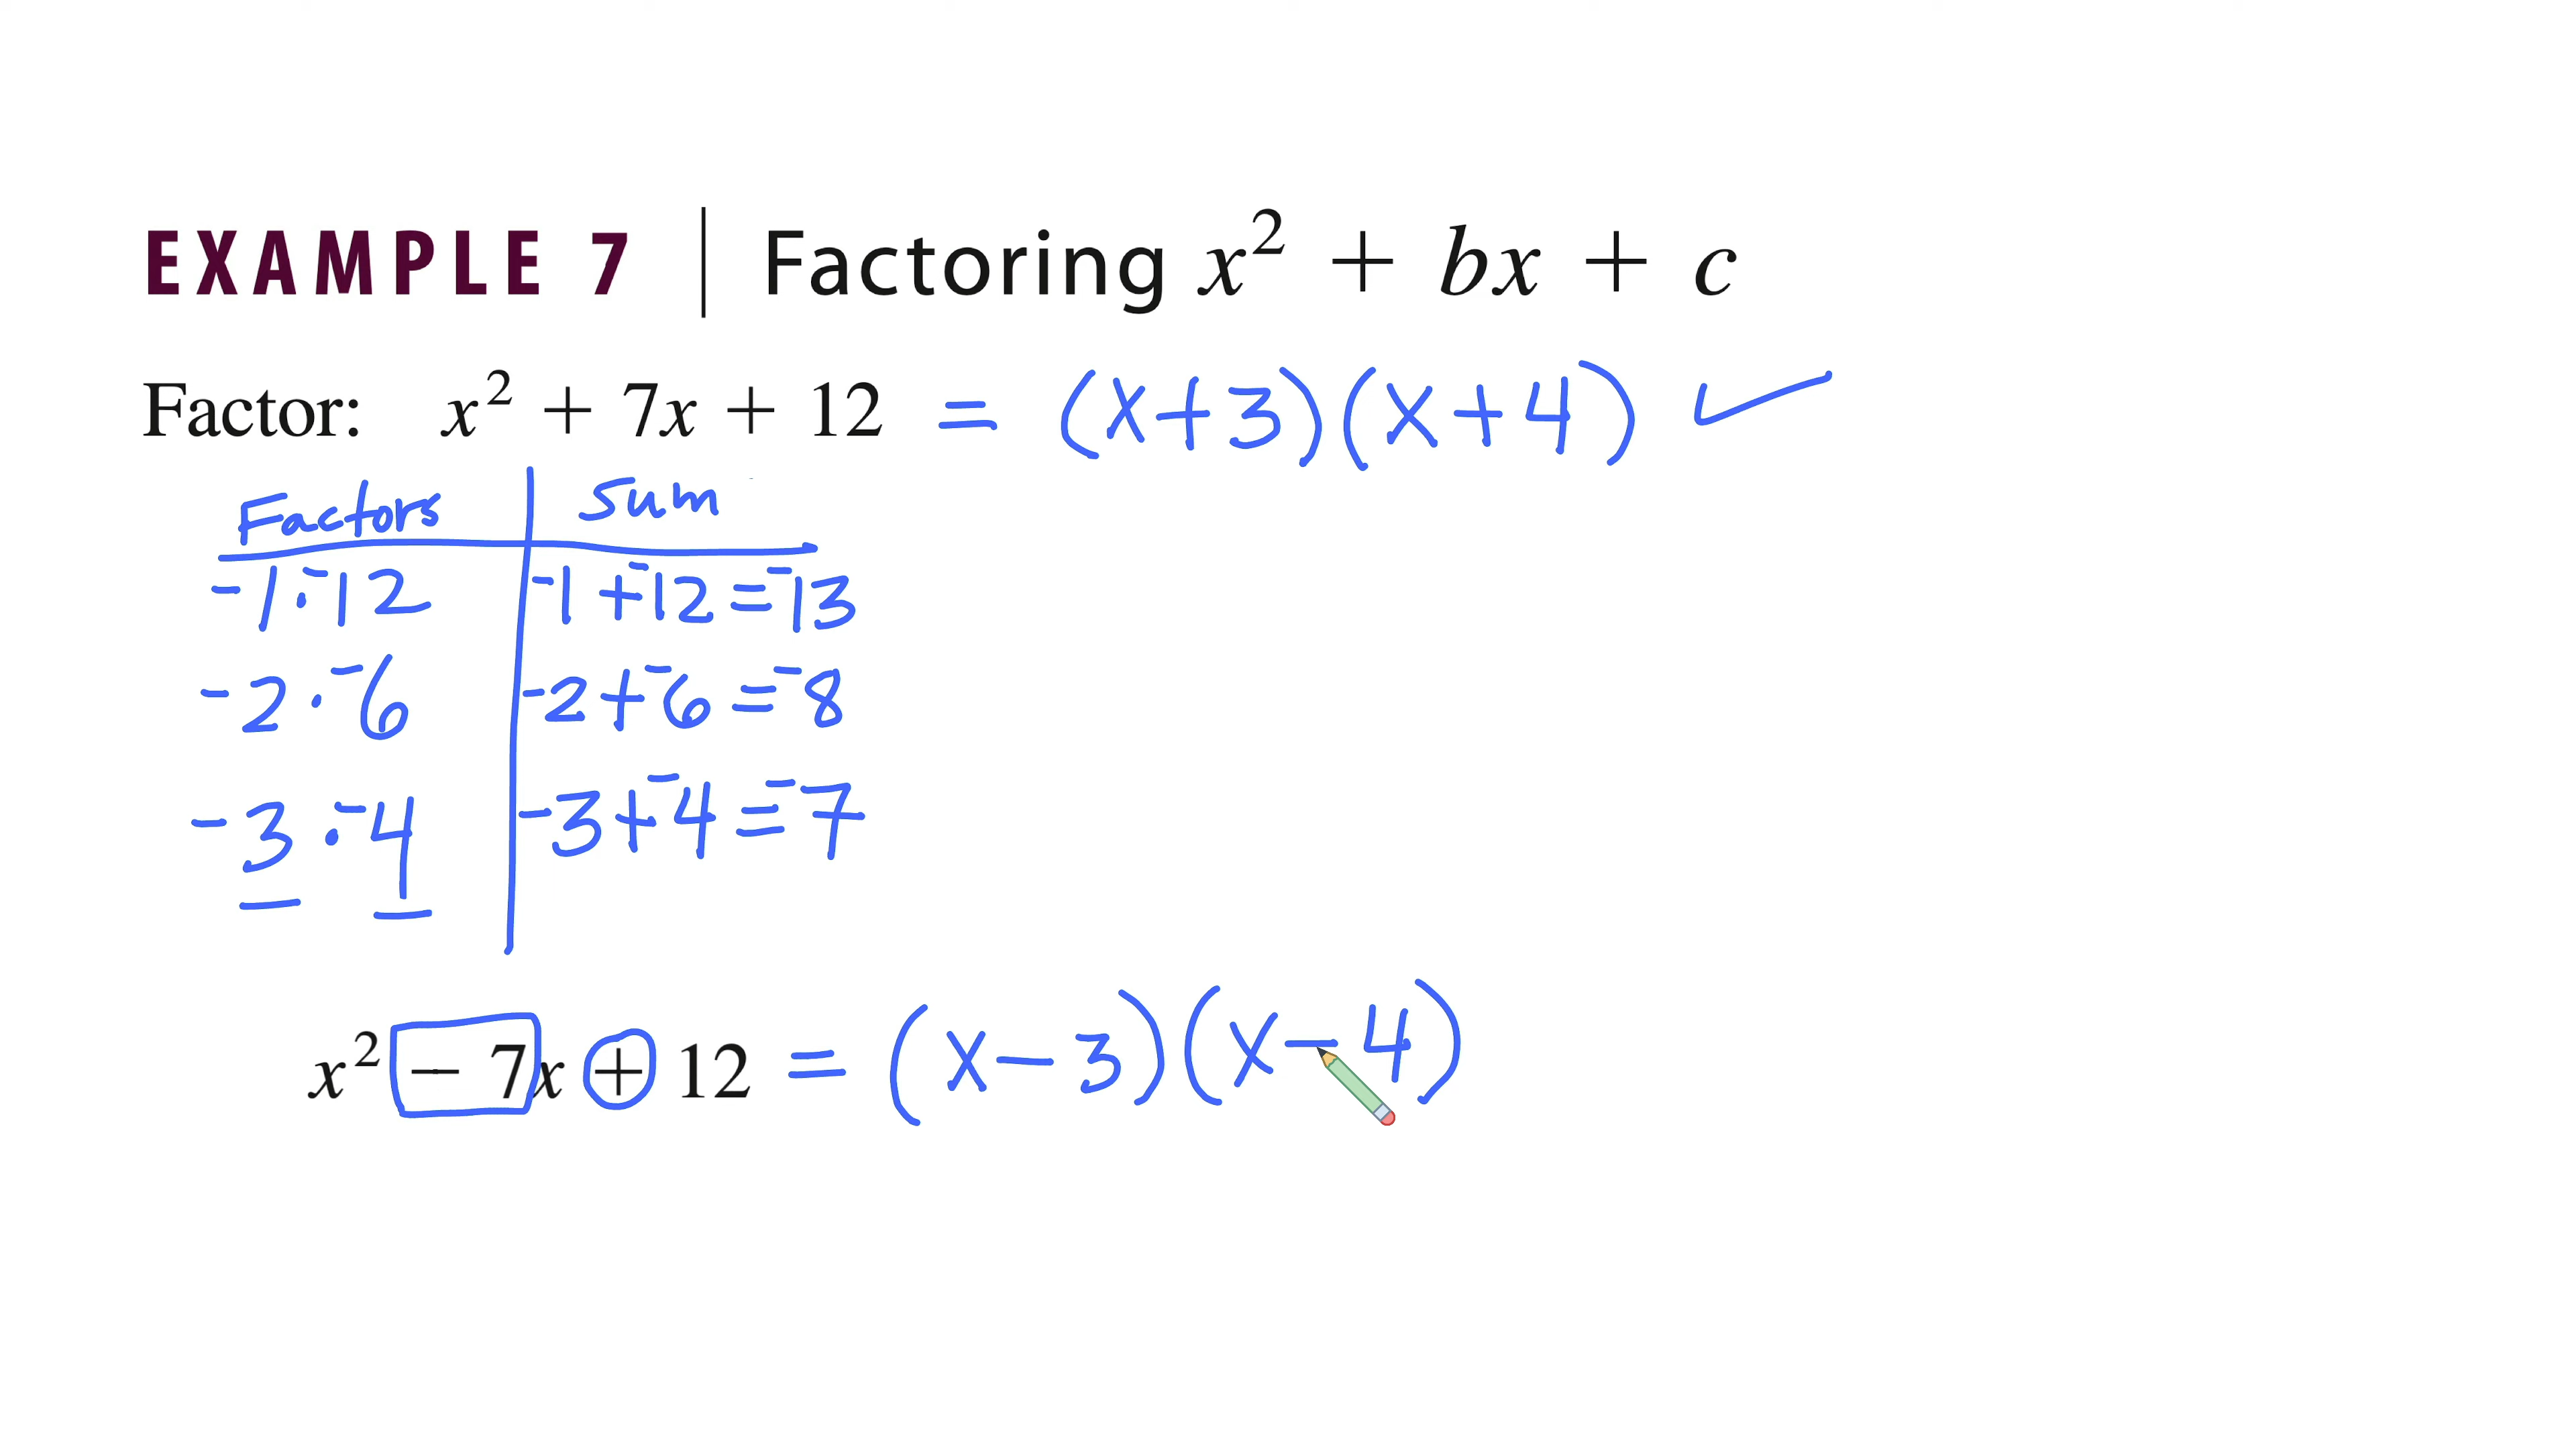 EXAMPLE 7 | Factoring x² + bx + c
Factor: x² + 7x + 12 = (x+3)(x+4) ✓
Factors | Sum
-1·-12 | -1+-12=-13
-2·-6 | -2+-6=-8
-3·-4 | -3+-4=-7
x² - 7x + 12 = (x-3)(x-4)